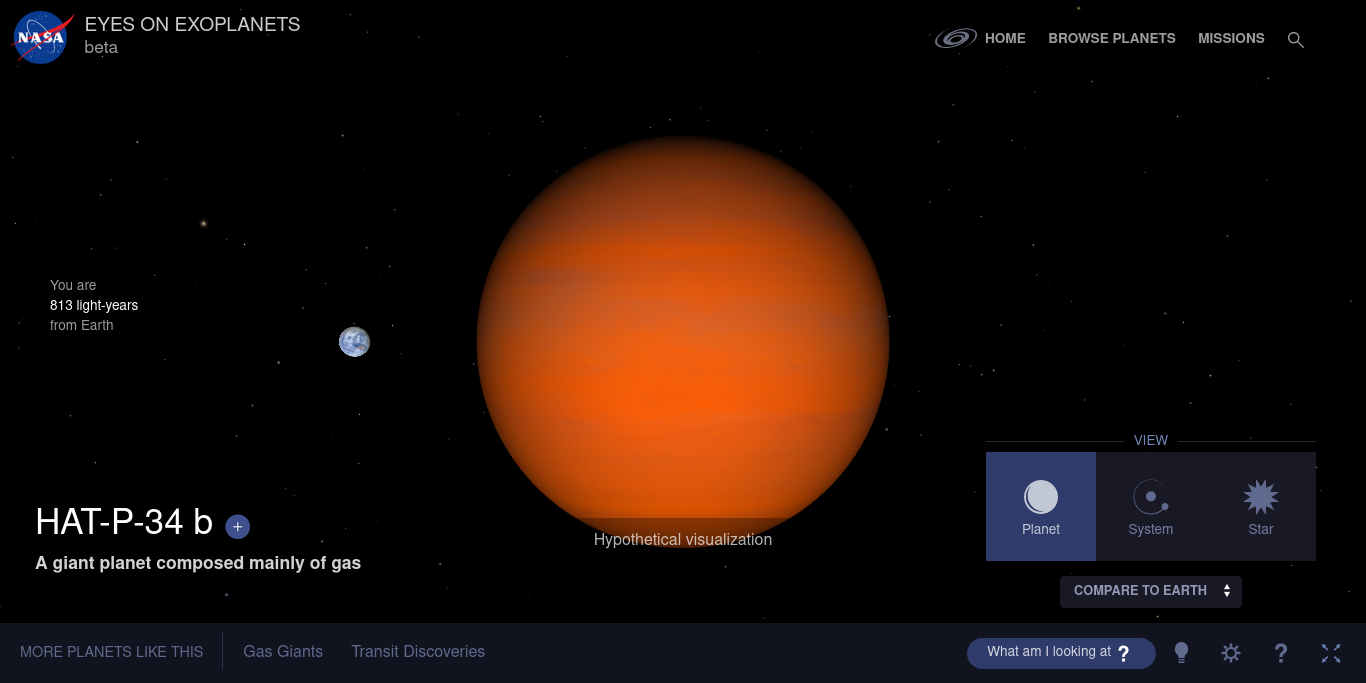 NASA
EYES ON EXOPLANETS
beta
HOME
BROWSE PLANETS
MISSIONS
You are
813 light-years
from Earth
HAT-P-34 b +
A giant planet composed mainly of gas
Hypothetical visualization
VIEW
Planet
System
Star
COMPARE TO EARTH
MORE PLANETS LIKE THIS
Gas Giants
Transit Discoveries
What am I looking at ?
?